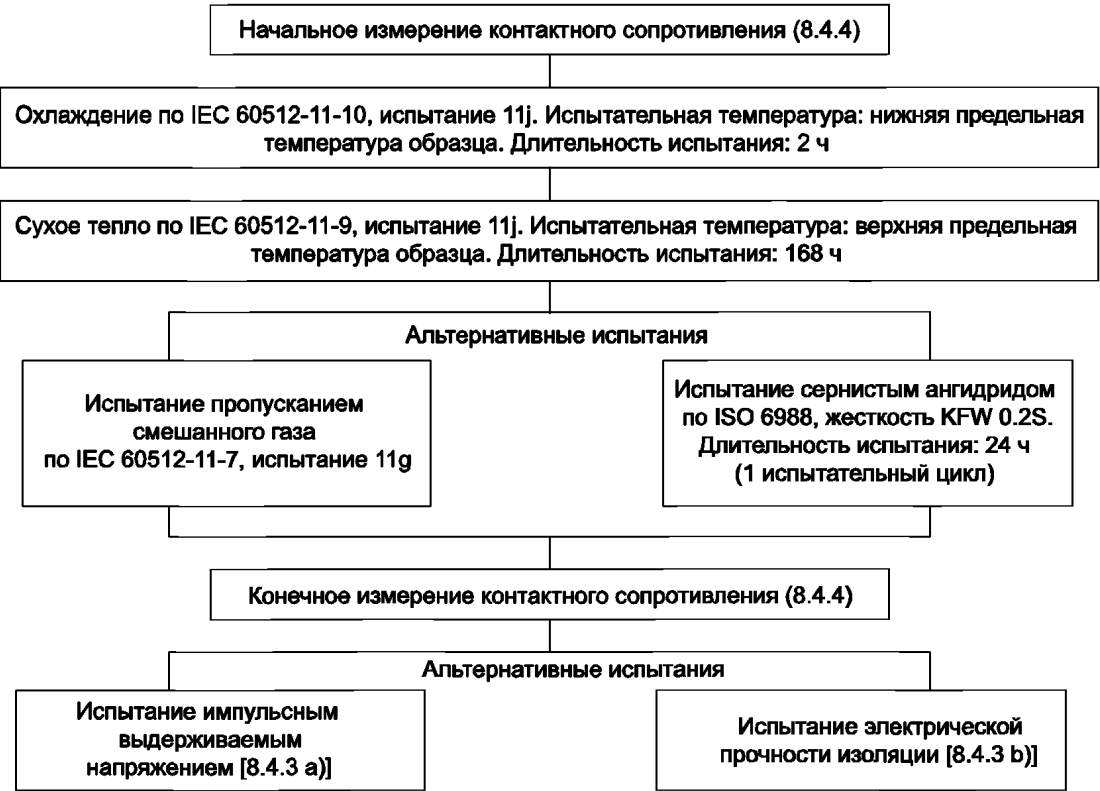 Начальное измерение контактного сопротивления (8.4.4)
Охлаждение по IEC 60512-11-10, испытание 11j. Испытательная температура: нижняя предельная
температура образца. Длительность испытания: 2 ч
Сухое тепло по IEC 60512-11-9, испытание 11j. Испытательная температура: верхняя предельная
температура образца. Длительность испытания: 168 ч
Альтернативные испытания
Испытание пропусканием
смешанного газа
по IEC 60512-11-7, испытание 11g
Испытание сернистым ангидридом
по ISO 6988, жесткость KFW 0.2S.
Длительность испытания: 24 ч
(1 испытательный цикл)
Конечное измерение контактного сопротивления (8.4.4)
Альтернативные испытания
Испытание импульсным
выдерживаемым
напряжением [8.4.3 a)]
Испытание электрической
прочности изоляции [8.4.3 b)]